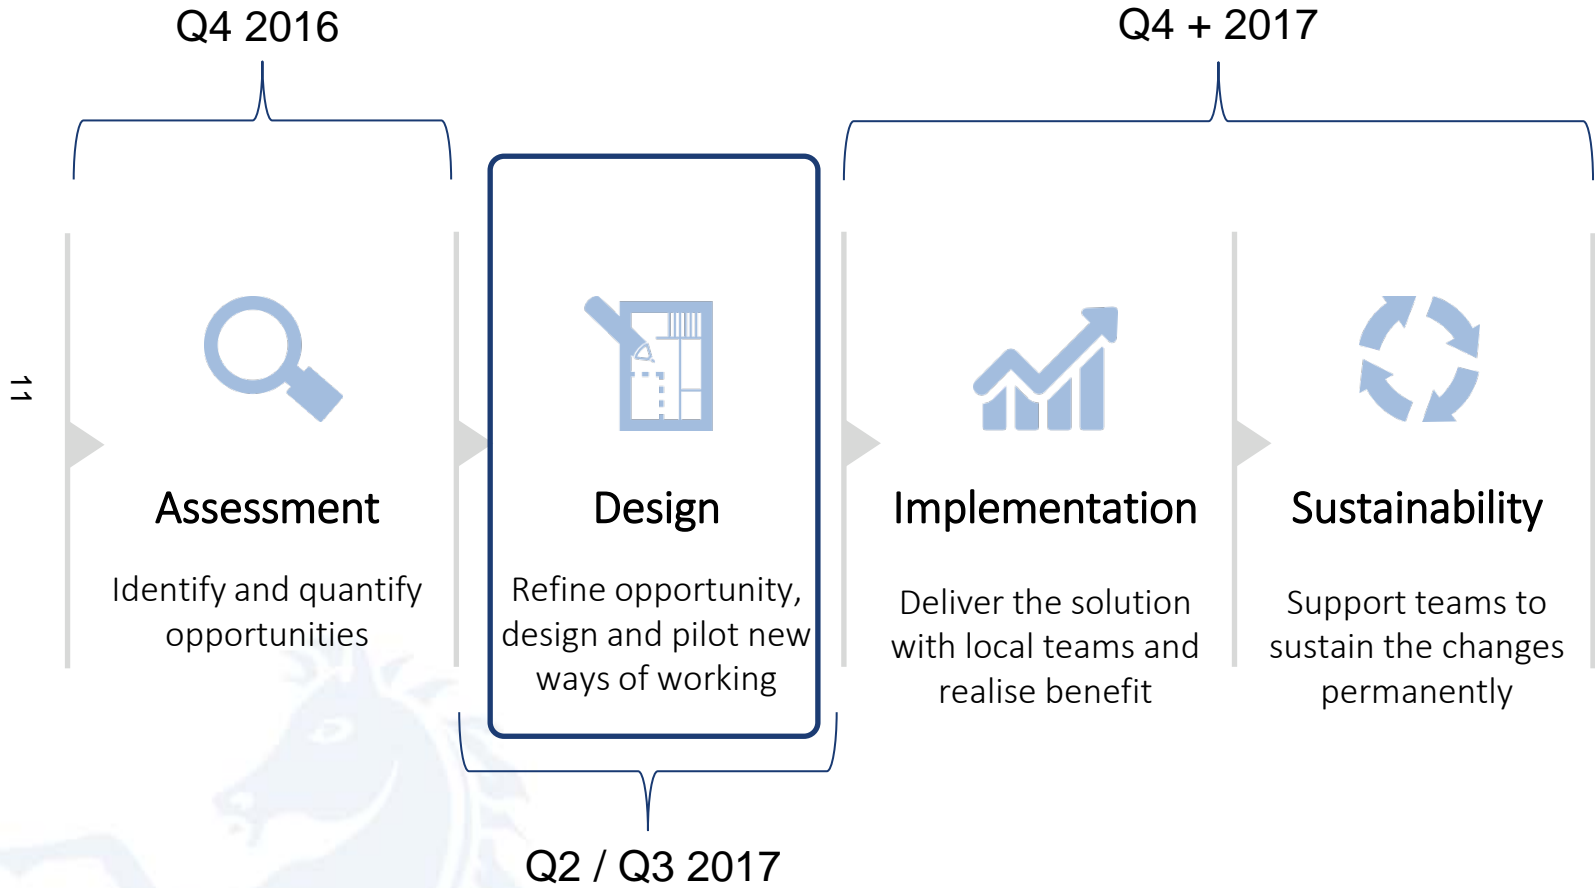 Q4 2016
Q4 + 2017
11
Assessment
Identify and quantify
opportunities
Design
Refine opportunity,
design and pilot new
ways of working
Implementation
Deliver the solution
with local teams and
realise benefit
Sustainability
Support teams to
sustain the changes
permanently
Q2 / Q3 2017